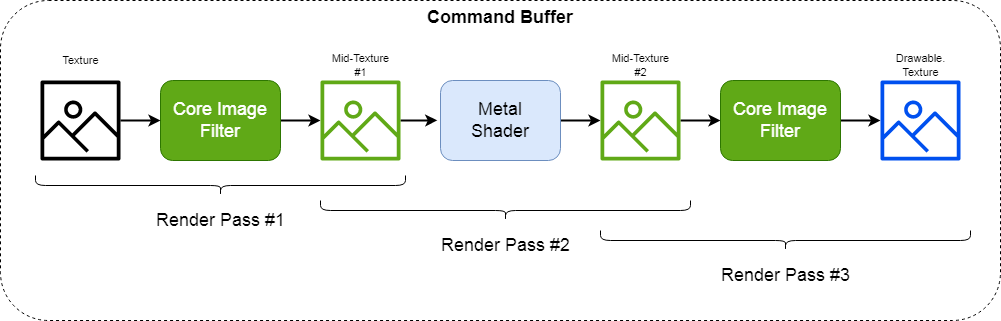 Command Buffer
Texture
Mid-Texture
#1
Mid-Texture
#2
Drawable.
Texture
Core Image
Filter
Metal
Shader
Core Image
Filter
Render Pass #1
Render Pass #2
Render Pass #3